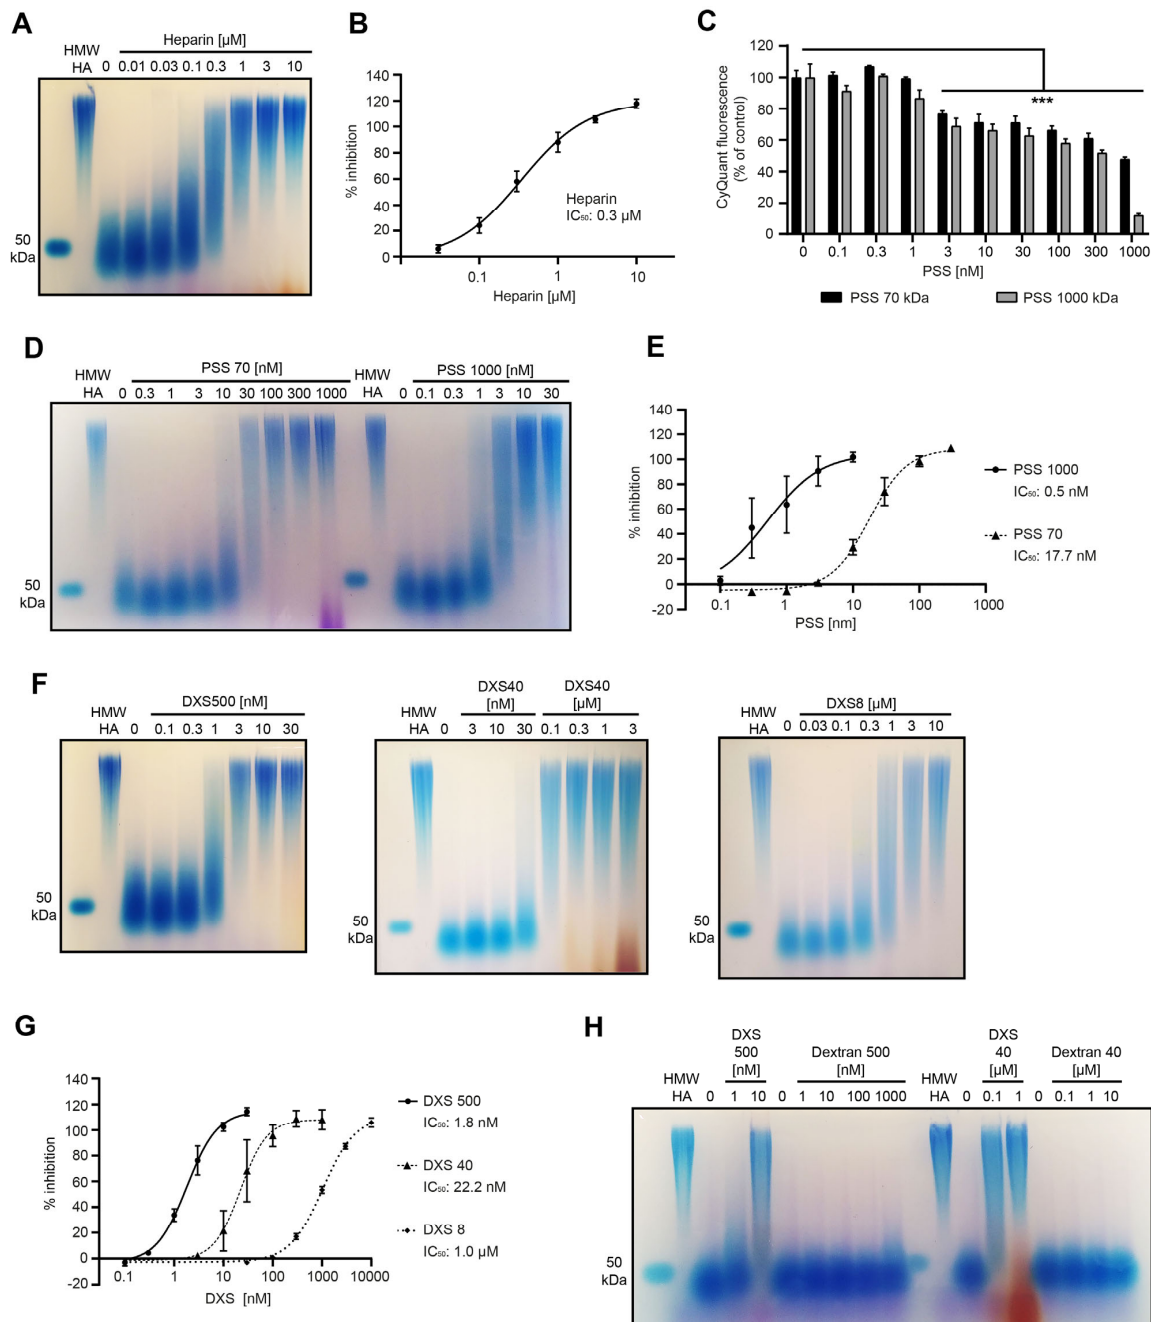 A
Heparin [µM]
HMW
HA 0 0.01 0.03 0.1 0.3 1 3 10
50
kDa
B
140
120
100
80
60
40
20
0
% inhibition
Heparin
IC50: 0.3 µM
0.1 1 10
Heparin [µM]
C
120
100
80
60
40
20
0
CyQuant fluorescence
(% of control)
***
0 0.1 0.3 1 3 10 30 100 300 1000
PSS [nM]
PSS 70 kDa PSS 1000 kDa
D
PSS 70 [nM] PSS 1000 [nM]
HMW HMW
HA 0 0.3 1 3 10 30 100 300 1000 HA 0 0.1 0.3 1 3 10 30
50
kDa
E
140
120
100
80
60
40
20
0
-20
% inhibition
0.1 1 10 100 1000
PSS [nm]
PSS 1000
IC50: 0.5 nM
PSS 70
IC50: 17.7 nM
F
DXS500 [nM]
HMW
HA 0 0.1 0.3 1 3 10 30
50
kDa
DXS40 DXS40
[nM] [µM]
HMW
HA 0 3 10 30 0.1 0.3 1 3
50
kDa
DXS8 [µM]
HMW
HA 0 0.03 0.1 0.3 1 3 10
50
kDa
G
140
120
100
80
60
40
20
0
-20
% inhibition
0.1 1 10 100 1000 10000
DXS [nM]
DXS 500
IC50: 1.8 nM
DXS 40
IC50: 22.2 nM
DXS 8
IC50: 1.0 µM
H
DXS DXS
500 Dextran 500 40 Dextran 40
[nM] [nM] [µM] [µM]
HMW HMW
HA 0 1 10 0 1 10 100 1000 HA 0 0.1 1 0 0.1 1 10
50
kDa